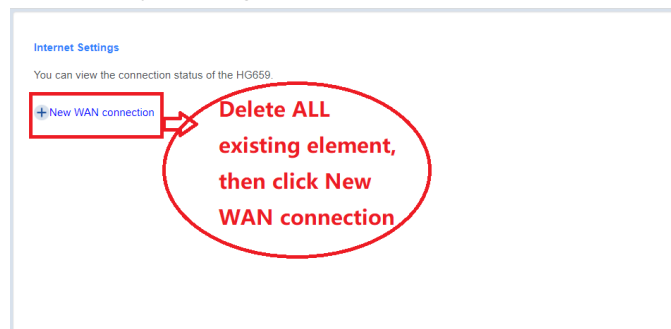 Internet Settings
You can view the connection status of the HG659.
New WAN connection
Delete ALL
existing element,
then click New
WAN connection